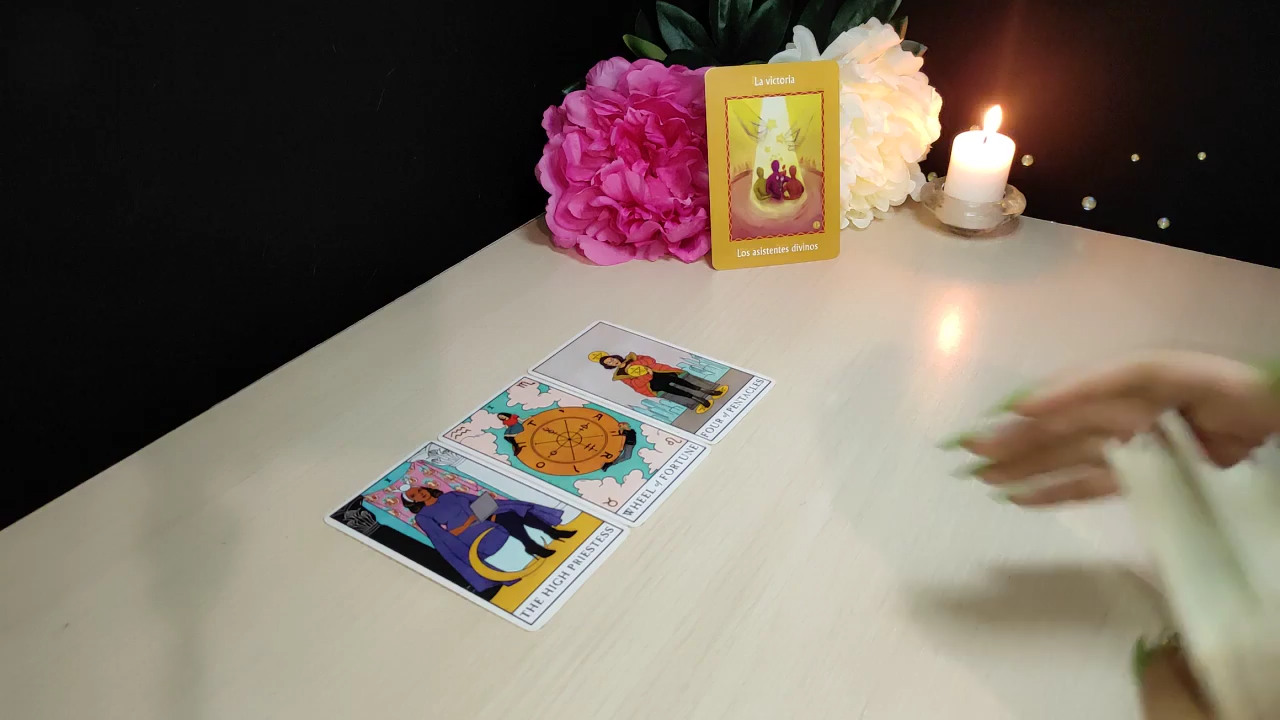 La victoria
Los asistentes divinos
FOUR of PENTACLES
WHEEL of FORTUNE
THE HIGH PRIESTESS